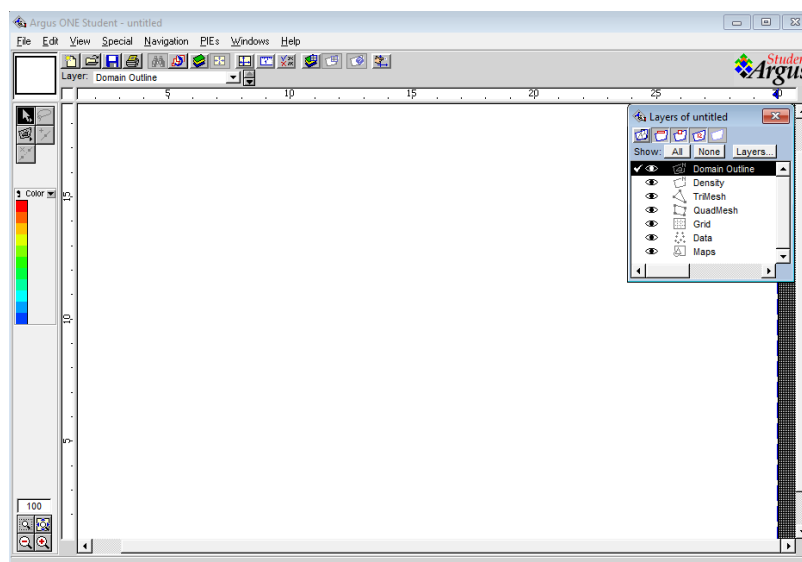 Argus ONE Student - untitled
File Edit View Special Navigation PIEs Windows Help
Layer: Domain Outline
Student
Argus
5 10 15 20 25 30
Layers of untitled
Show: All None Layers...
Domain Outline
Density
TriMesh
QuadMesh
Grid
Data
Maps
Color
15
10
5
100